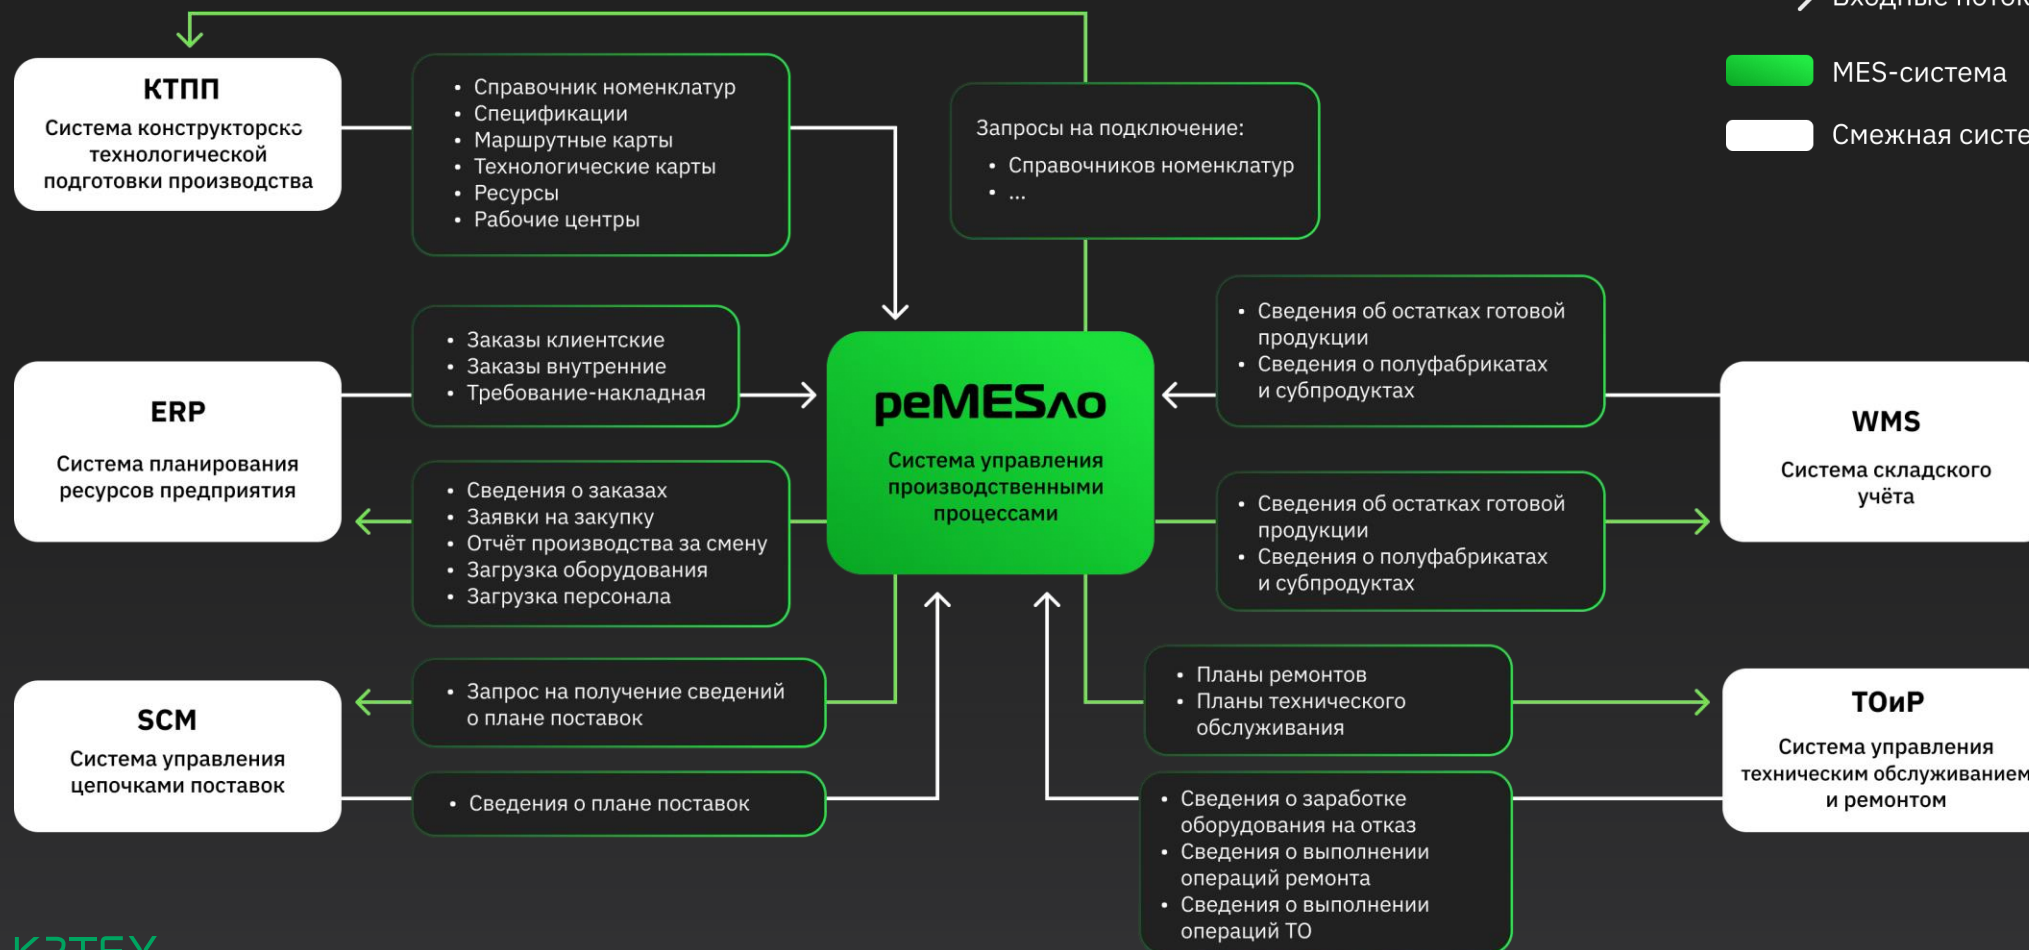 Входные
MES-система
Смежная
КТПП
Система конструкторско
технологической
подготовки производства
• Справочник номенклатур
• Спецификации
• Маршрутные карты
• Технологические карты
• Ресурсы
• Рабочие центры
Запросы на подключение:
• Справочников номенклатур
• ...
ERP
Система планирования
ресурсов предприятия
• Заказы клиентские
• Заказы внутренние
• Требование-накладная
• Сведения о заказах
• Заявки на закупку
• Отчёт производства за смену
• Загрузка оборудования
• Загрузка персонала
реMESло
Система управления
производственными
процессами
• Сведения об остатках готовой
продукции
• Сведения о полуфабрикатах
и субпродуктах
• Сведения об остатках готовой
продукции
• Сведения о полуфабрикатах
и субпродуктах
WMS
Система складского
учёта
SCM
Система управления
цепочками поставок
• Запрос на получение сведений
о плане поставок
• Сведения о плане поставок
• Планы ремонтов
• Планы технического
обслуживания
• Сведения о заработке
оборудования на отказ
• Сведения о выполнении
операций ремонта
• Сведения о выполнении
операций ТО
ТОиР
Система управления
техническим обслуживанием
и ремонтом